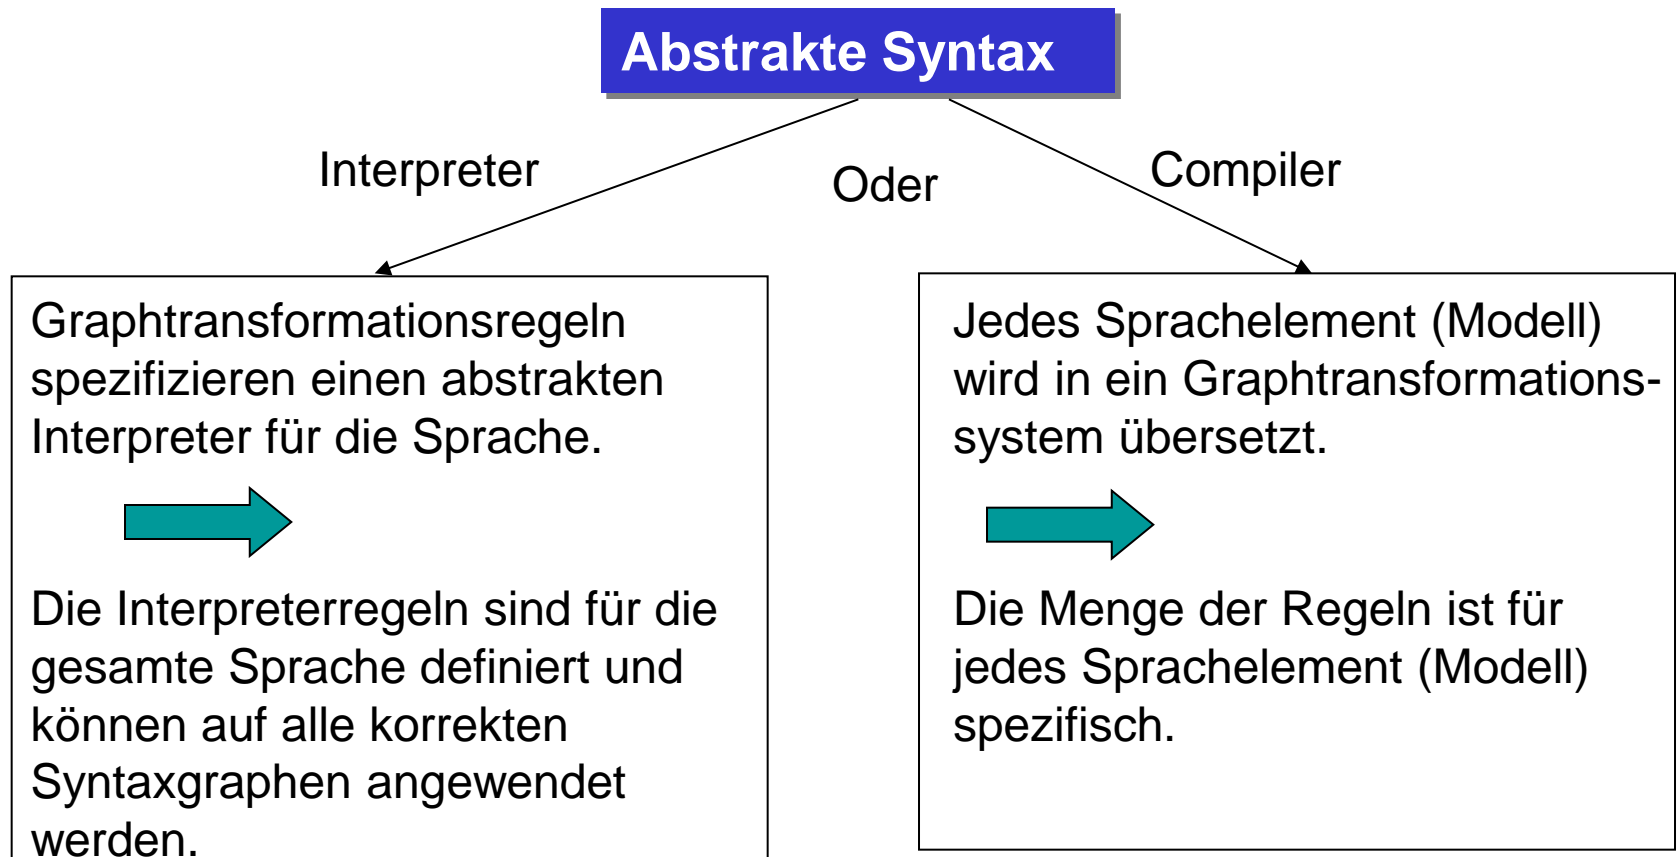 Abstrakte Syntax
Interpreter
Oder
Compiler
Graphtransformationsregeln
spezifizieren einen abstrakten
Interpreter für die Sprache.
Die Interpreterregeln sind für die
gesamte Sprache definiert und
können auf alle korrekten
Syntaxgraphen angewendet
werden.
Jedes Sprachelement (Modell)
wird in ein Graphtransformations-
system übersetzt.
Die Menge der Regeln ist für
jedes Sprachelement (Modell)
spezifisch.